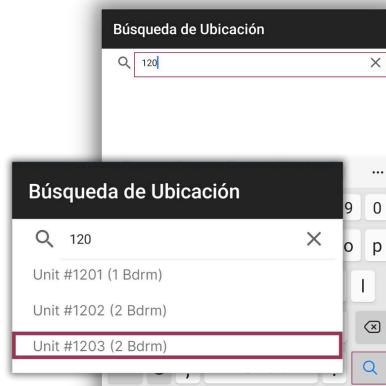 Búsqueda de Ubicación
120
...
9 0
o p
l
Búsqueda de Ubicación
120
Unit #1201 (1 Bdrm)
Unit #1202 (2 Bdrm)
Unit #1203 (2 Bdrm)